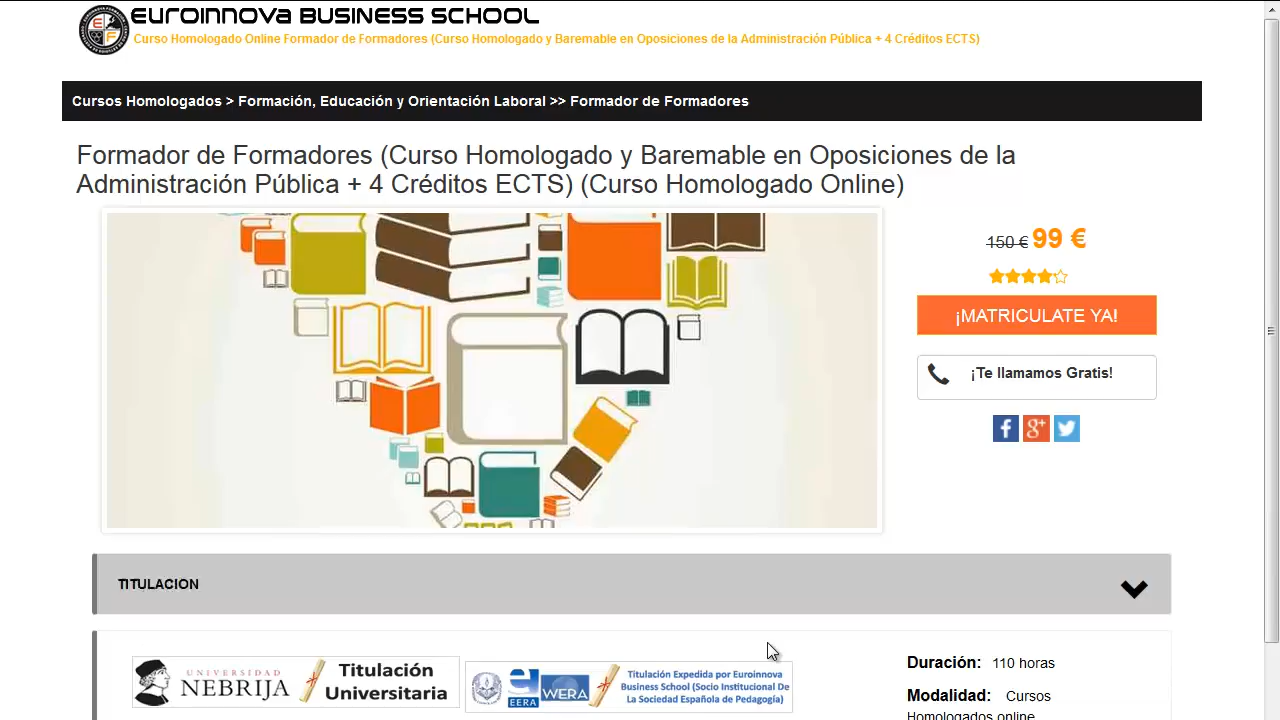 EUROINNOVA BUSINESS SCHOOL
Curso Homologado Online Formador de Formadores (Curso Homologado y Baremable en Oposiciones de la Administración Pública + 4 Créditos ECTS)
Cursos Homologados > Formación, Educación y Orientación Laboral >> Formador de Formadores
Formador de Formadores (Curso Homologado y Baremable en Oposiciones de la
Administración Pública + 4 Créditos ECTS) (Curso Homologado Online)
150 € 99 €
¡MATRICULATE YA!
¡Te llamamos Gratis!
TITULACION
UNIVERSIDAD
NEBRIJA
Titulación
Universitaria
EERA
WERA
Titulación Expedida por Euroinnova
Business School (Socio Institucional De
La Sociedad Española de Pedagogía)
Duración: 110 horas
Modalidad: Cursos
Homologados online